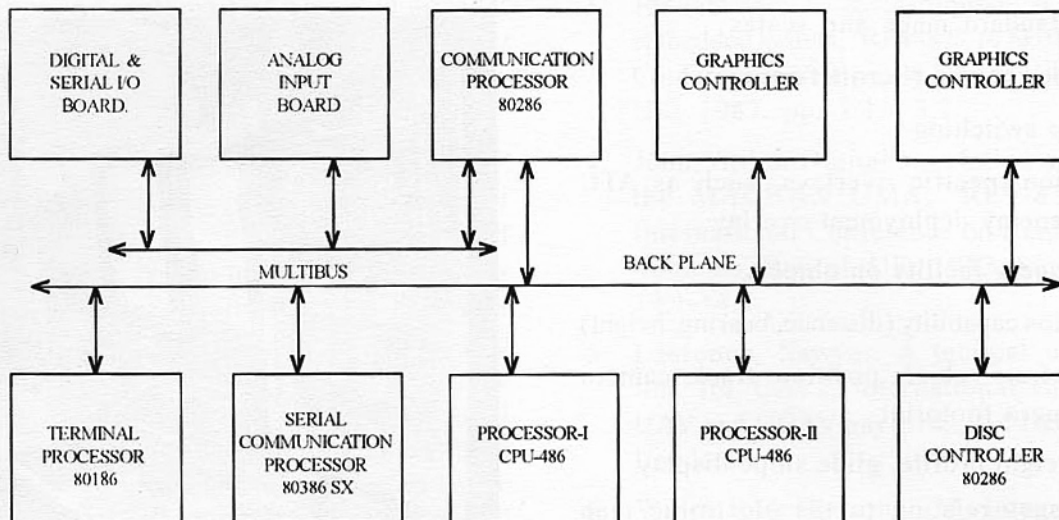 DIGITAL &
SERIAL I/O
BOARD.
ANALOG
INPUT
BOARD
COMMUNICATION
PROCESSOR
80286
GRAPHICS
CONTROLLER
GRAPHICS
CONTROLLER
MULTIBUS
BACK PLANE
TERMINAL
PROCESSOR
80186
SERIAL
COMMUNICATION
PROCESSOR
80386 SX
PROCESSOR-I
CPU-486
PROCESSOR-II
CPU-486
DISC
CONTROLLER
80286